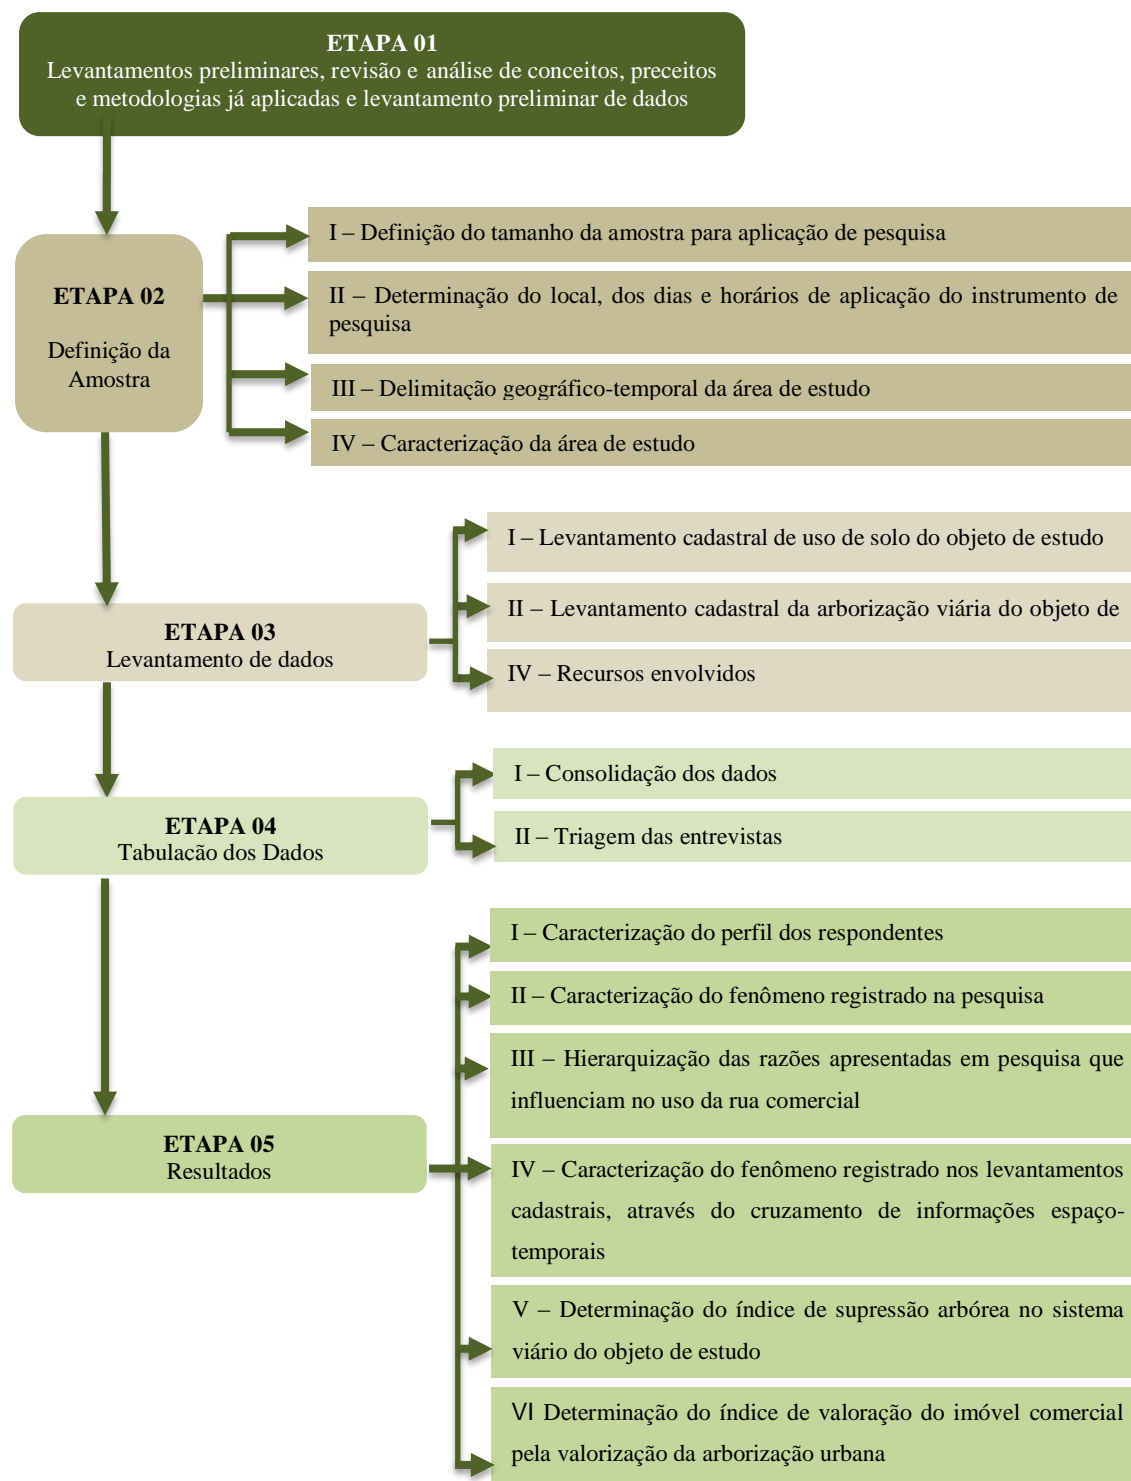 ETAPA 01
Levantamentos preliminares, revisão e análise de conceitos, preceitos
e metodologias já aplicadas e levantamento preliminar de dados
I – Definição do tamanho da amostra para aplicação de pesquisa
ETAPA 02
Definição da
Amostra
II – Determinação do local, dos dias e horários de aplicação do instrumento de
pesquisa
III – Delimitação geográfico-temporal da área de estudo
IV – Caracterização da área de estudo
I – Levantamento cadastral de uso de solo do objeto de estudo
II – Levantamento cadastral da arborização viária do objeto de
ETAPA 03
Levantamento de dados
IV – Recursos envolvidos
I – Consolidação dos dados
ETAPA 04
Tabulacão dos Dados
II – Triagem das entrevistas
I – Caracterização do perfil dos respondentes
II – Caracterização do fenômeno registrado na pesquisa
III – Hierarquização das razões apresentadas em pesquisa que
influenciam no uso da rua comercial
ETAPA 05
Resultados
IV – Caracterização do fenômeno registrado nos levantamentos
cadastrais, através do cruzamento de informações espaço-
temporais
V – Determinação do índice de supressão arbórea no sistema
viário do objeto de estudo
VI Determinação do índice de valoração do imóvel comercial
pela valorização da arborização urbana